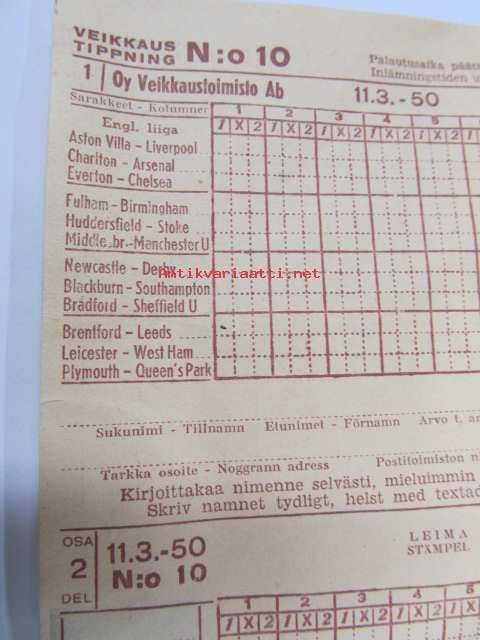 VEIKKAUS
TIPPNING N:o 10
Palautusaika päätt
Inlämningstiden u
1 Oy Veikkaustoimisto Ab 11.3.-50
Sarakkeet - Kolumner 1 2 3 4 5
Engl. liiga 1 X 2 1 X 2 1 X 2 1 X 2 1 X 2
Aston Villa - Liverpool
Charlton - Arsenal
Everton - Chelsea
Fulham - Birmingham
Huddersfield - Stoke
Middle.br.-Manchester U
Newcastle - Derby
antikvariaatti.net
Blackburn - Southampton
Bradford - Sheffield U
Brentford - Leeds
Leicester - West Ham
Plymouth - Queen's Park
Sukunimi - Tillnamn Etunimet - Förnamn Arvo t. am
Tarkka osoite - Noggrann adress Postitoimiston n
Kirjoittakaa nimenne selvästi, mieluimmin
Skriv namnet tydligt, helst med textad
OSA 2 DEL
11.3.-50
N:o 10
LEIMA
STÄMPEL
1 2 3 4 5
1 X 2 1 X 2 1 X 2 1 X 2 1 X